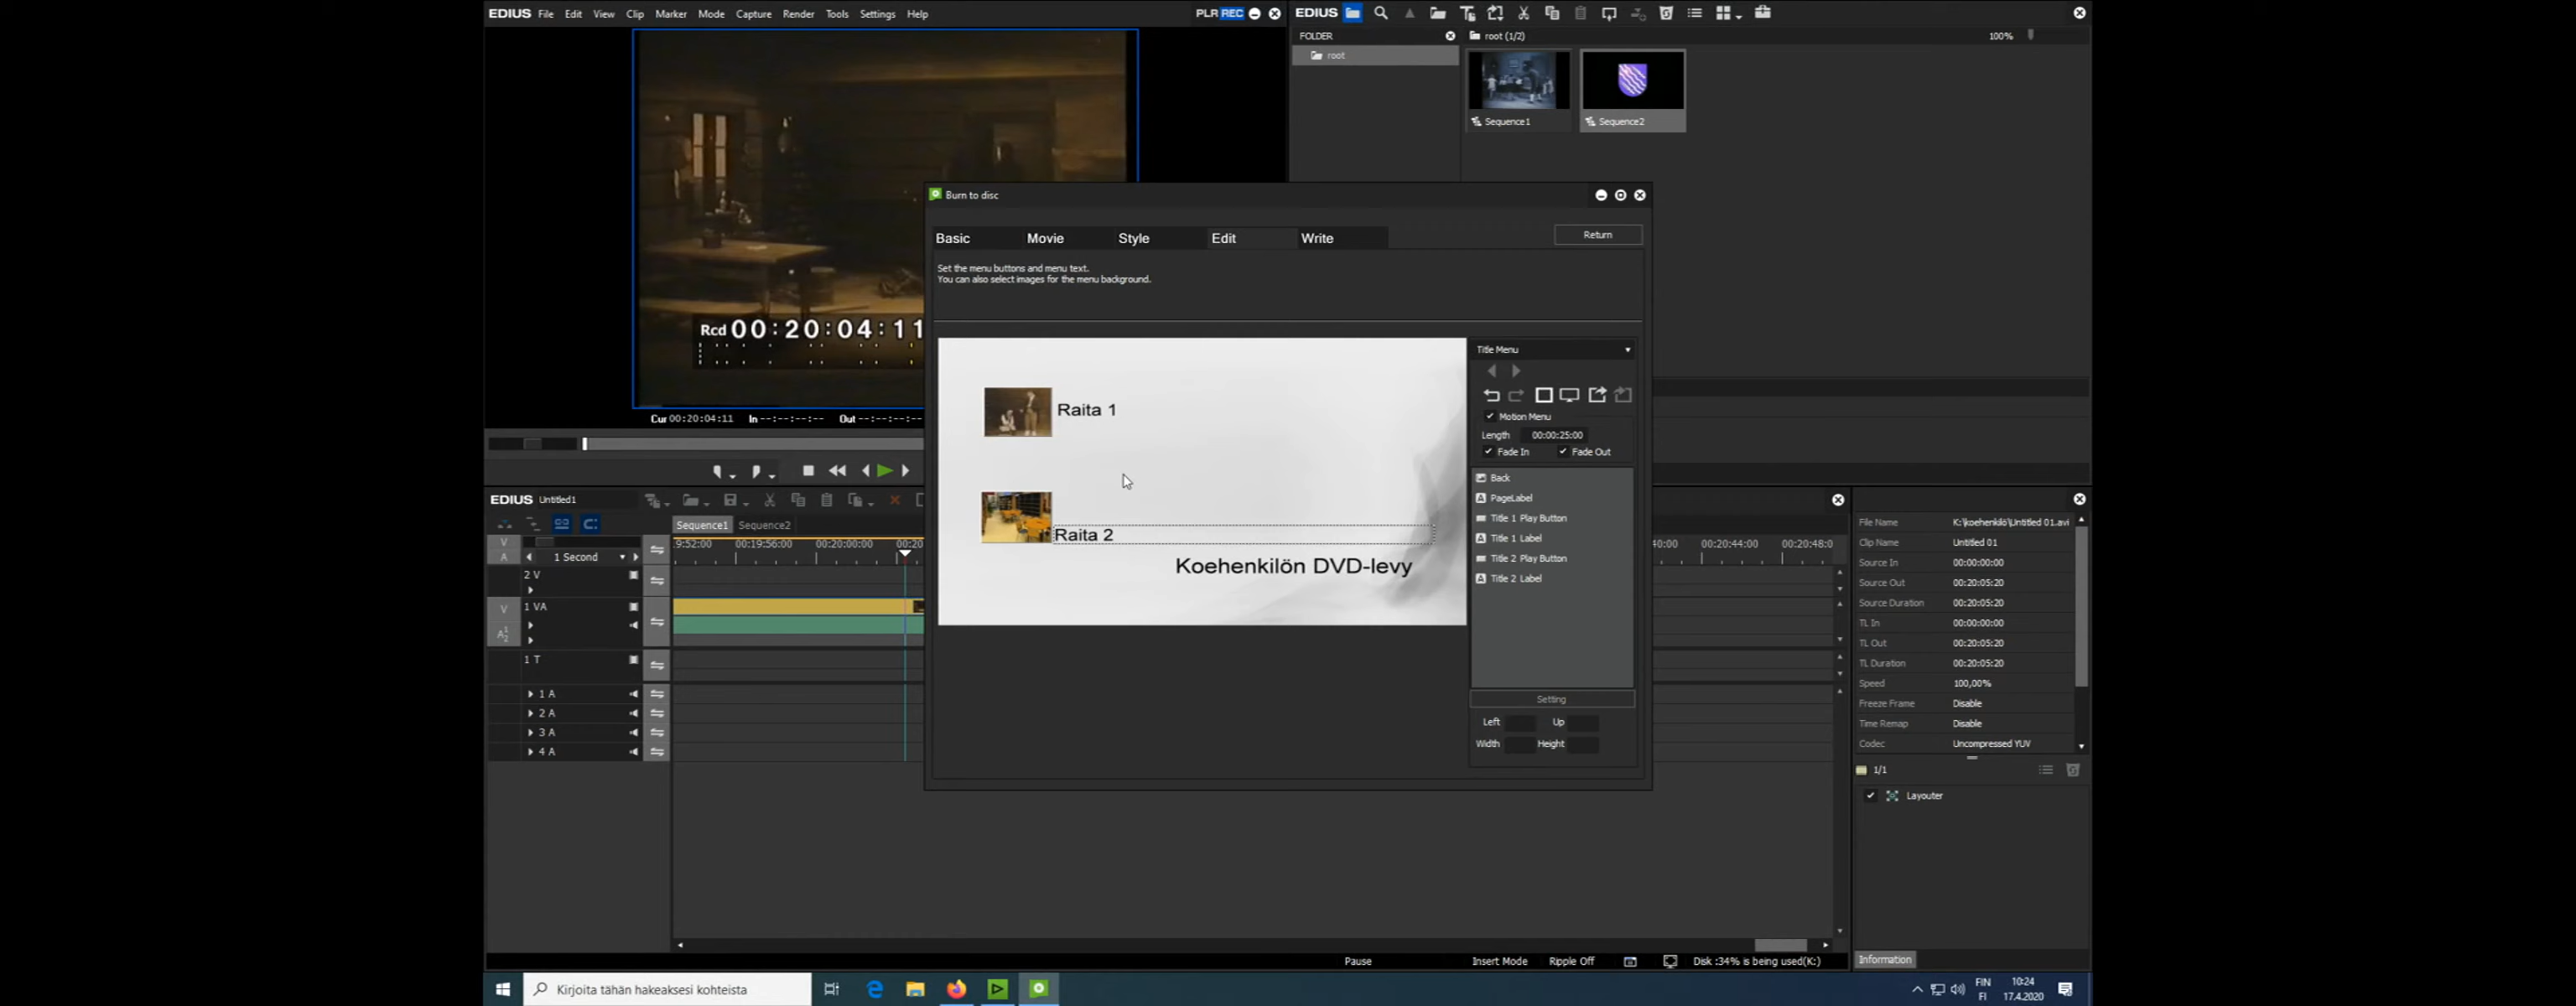 EDIUS File Edit View Clip Marker Mode Capture Render Tools Settings Help PLR REC
Rcd 00:20:04:11
Cur 00:20:04:11 In --:--:--:-- Out --:--:--:--
EDIUS
FOLDER
root
root (1/2)
100%
Sequence1
Sequence2
Burn to disc
Basic Movie Style Edit Write
Return
Set the menu buttons and menu text.
You can also select images for the menu background.
Raita 1
Raita 2
Koehenkilön DVD-levy
Title Menu
Motion Menu
Length 00:00:25:00
Fade In Fade Out
Back
PageLabel
Title 1 Play Button
Title 1 Label
Title 2 Play Button
Title 2 Label
Setting
Left Up
Width Height
EDIUS Untitled1
Sequence1 Sequence2
V
A
1 Second
00:19:56:00 00:20:00:00
00:20:44:00
2 V
V
1 VA
1 T
1 A
2 A
3 A
4 A
File Name K:\koehenkilö\Untitled 01.avi
Clip Name Untitled 01
Source In 00:00:00:00
Source Out 00:20:05:20
Source Duration 00:20:05:20
TL In 00:00:00:00
TL Out 00:20:05:20
TL Duration 00:20:05:20
Speed 100,00%
Freeze Frame Disable
Time Remap Disable
Codec Uncompressed YUV
1/1
Layouter
Information
Pause Insert Mode Ripple Off Disk :34% is being used(K:)
Kirjoita tähän hakeaksesi kohteista
FIN
FI
10:24
17.4.2020